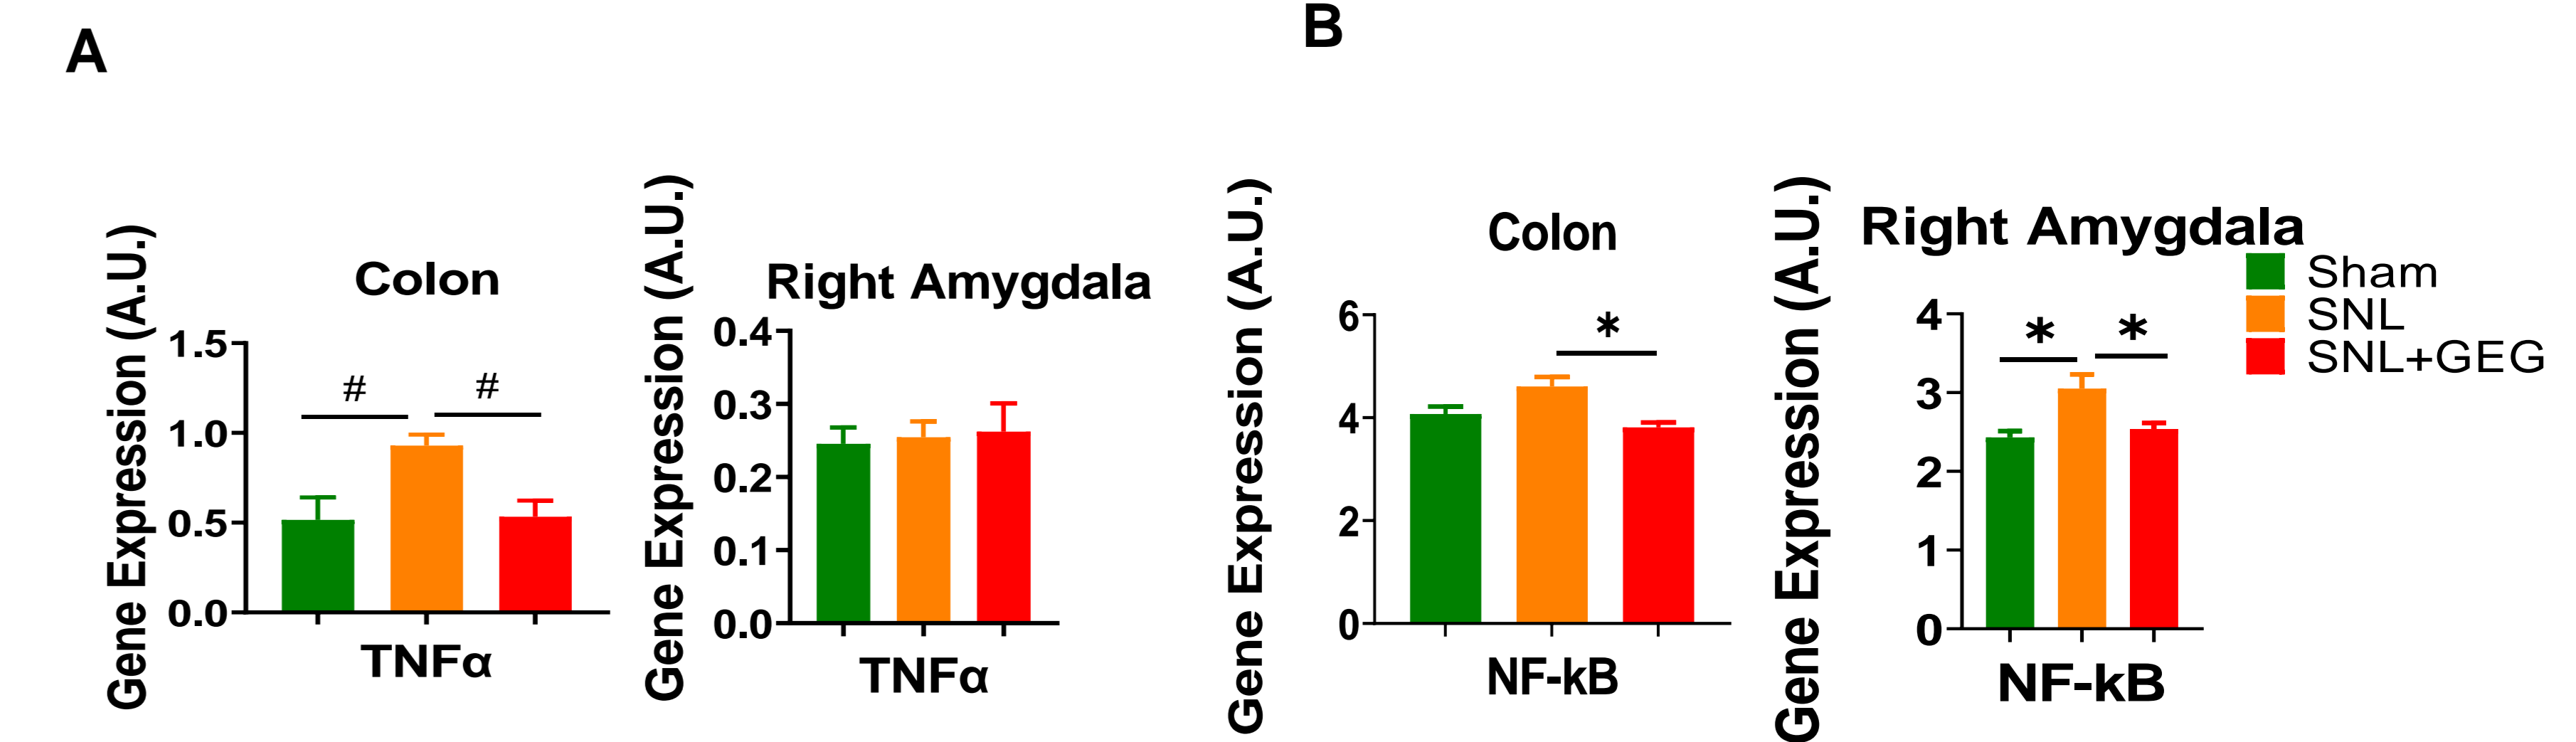 A
Gene Expression (A.U.)
Colon
1.5
1.0
0.5
0.0
#
#
TNFα
Gene Expression (A.U.)
Right Amygdala
0.4
0.3
0.2
0.1
0.0
TNFα
B
Gene Expression (A.U.)
Colon
6
4
2
0
*
NF-kB
Gene Expression (A.U.)
Right Amygdala
4
3
2
1
0
*
*
NF-kB
Sham
SNL
SNL+GEG